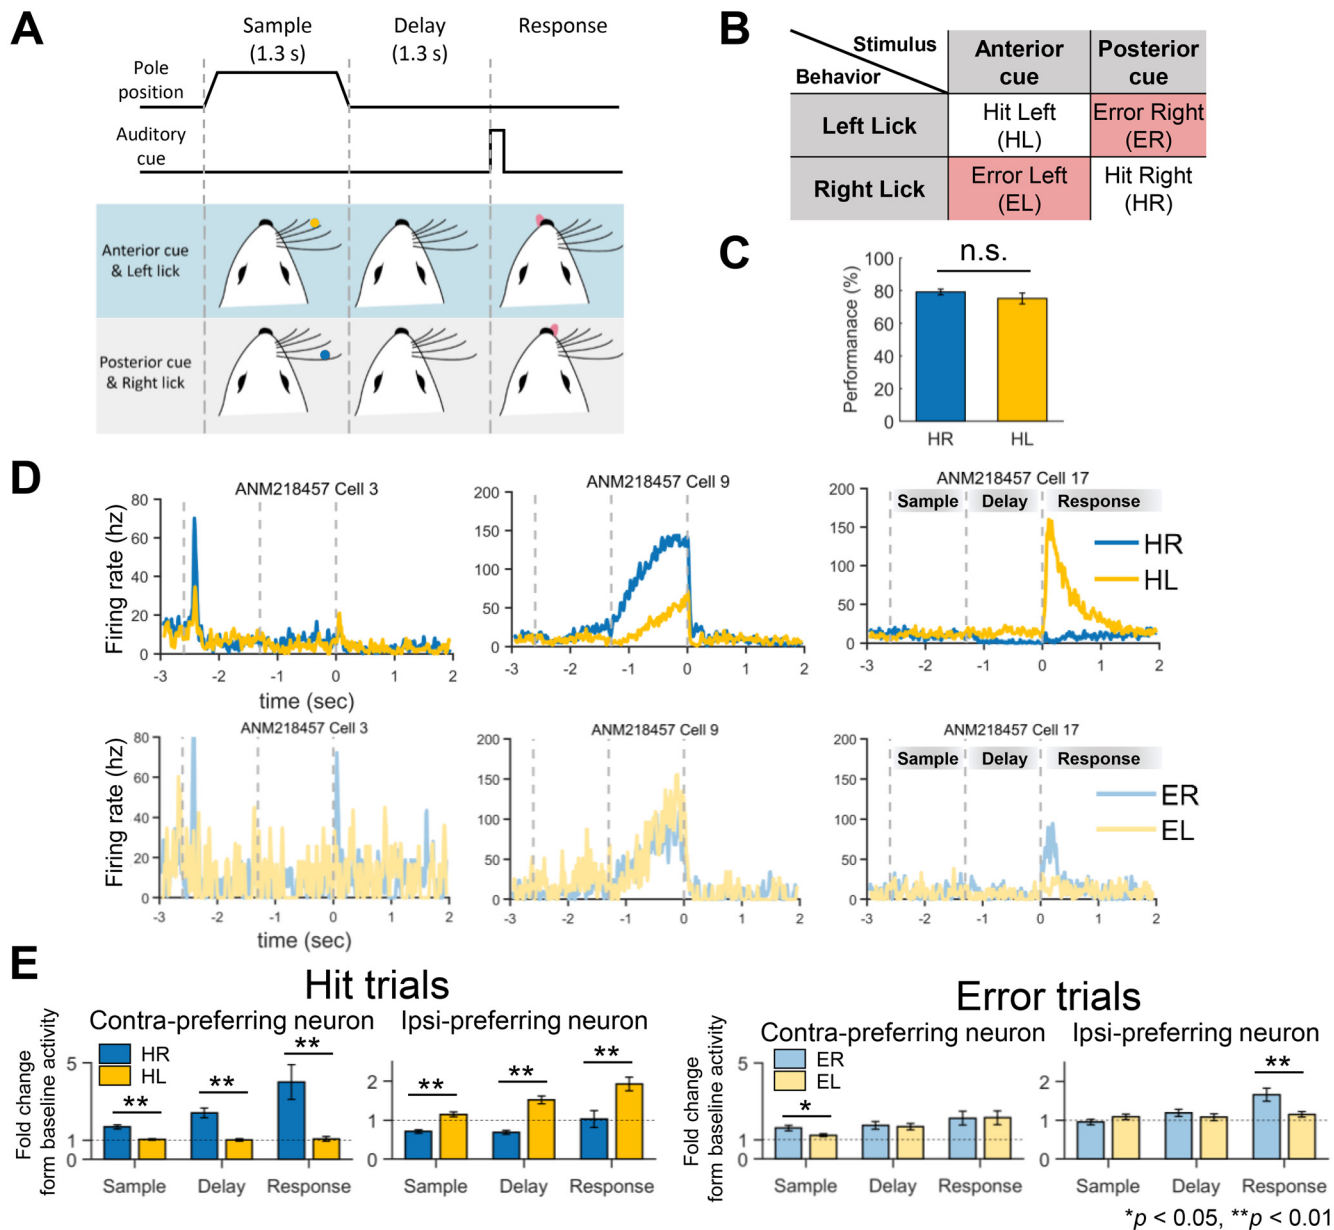 A
Sample
(1.3 s)
Delay
(1.3 s)
Response
Pole
position
Auditory
cue
Anterior cue
& Left lick
Posterior cue
& Right lick
B
Stimulus
Behavior
Anterior
cue
Posterior
cue
Left Lick
Hit Left
(HL)
Error Right
(ER)
Right Lick
Error Left
(EL)
Hit Right
(HR)
C
n.s.
Performanace (%)
100
80
60
40
20
0
HR
HL
D
ANM218457 Cell 3
Firing rate (hz)
80
60
40
20
0
-3
-2
-1
0
1
2
time (sec)
ANM218457 Cell 9
200
150
100
50
0
-3
-2
-1
0
1
2
ANM218457 Cell 17
Sample
Delay
Response
HR
HL
200
150
100
50
0
-3
-2
-1
0
1
2
ANM218457 Cell 3
Firing rate (hz)
80
60
40
20
0
-3
-2
-1
0
1
2
time (sec)
ANM218457 Cell 9
200
150
100
50
0
-3
-2
-1
0
1
2
ANM218457 Cell 17
Sample
Delay
Response
ER
EL
200
150
100
50
0
-3
-2
-1
0
1
2
E
Hit trials
Contra-preferring neuron
Ipsi-preferring neuron
Fold change
form baseline activity
HR
HL
5
1
0
**
**
**
Sample
Delay
Response
2
1
0
**
**
**
Sample
Delay
Response
Error trials
Contra-preferring neuron
Ipsi-preferring neuron
Fold change
form baseline activity
ER
EL
5
1
0
*
Sample
Delay
Response
2
1
0
**
Sample
Delay
Response
*p < 0.05, **p < 0.01